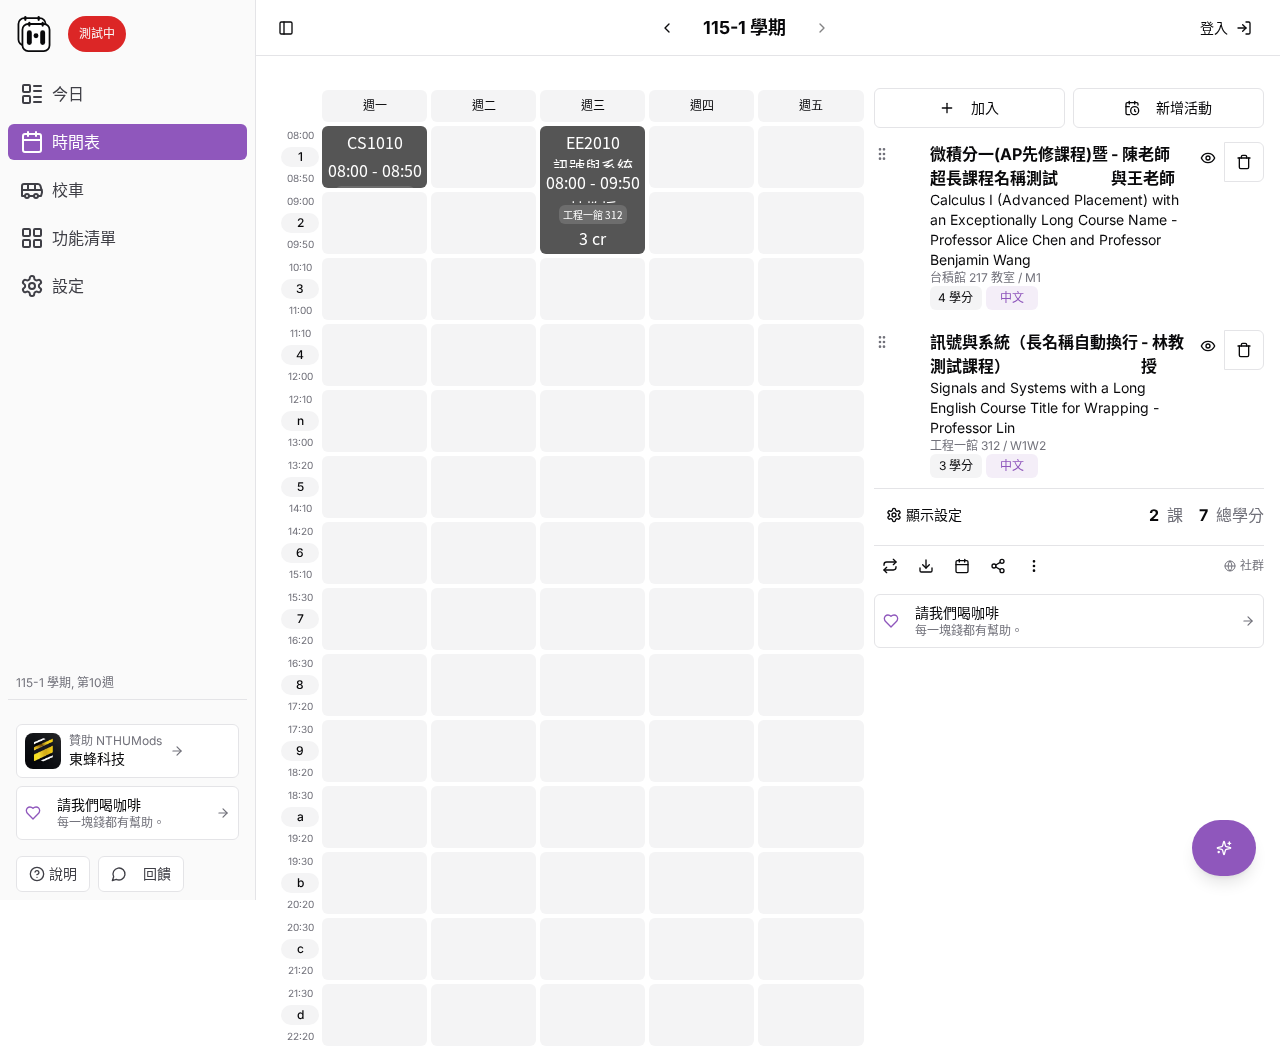 測試中
今日
時間表
校車
功能清單
設定
115-1 學期, 第10週
贊助 NTHUMods
東蜂科技
請我們喝咖啡
每一塊錢都有幫助。
說明
回饋
115-1 學期
登入
週一
週二
週三
週四
週五
08:00
1
08:50
09:00
2
09:50
10:10
3
11:00
11:10
4
12:00
12:10
n
13:00
13:20
5
14:10
14:20
6
15:10
15:30
7
16:20
16:30
8
17:20
17:30
9
18:20
18:30
a
19:20
19:30
b
20:20
20:30
c
21:20
21:30
d
22:20
CS1010
08:00 - 08:50
EE2010
訊號與系統
08:00 - 09:50
工程一館 312
3 cr
加入
新增活動
微積分一(AP先修課程)暨 - 陳老師
超長課程名稱測試 與王老師
Calculus I (Advanced Placement) with
an Exceptionally Long Course Name -
Professor Alice Chen and Professor
Benjamin Wang
台積館 217 教室 / M1
4 學分
中文
訊號與系統（長名稱自動換行 - 林教
測試課程） 授
Signals and Systems with a Long
English Course Title for Wrapping -
Professor Lin
工程一館 312 / W1W2
3 學分
中文
顯示設定
2 課 7 總學分
社群
請我們喝咖啡
每一塊錢都有幫助。